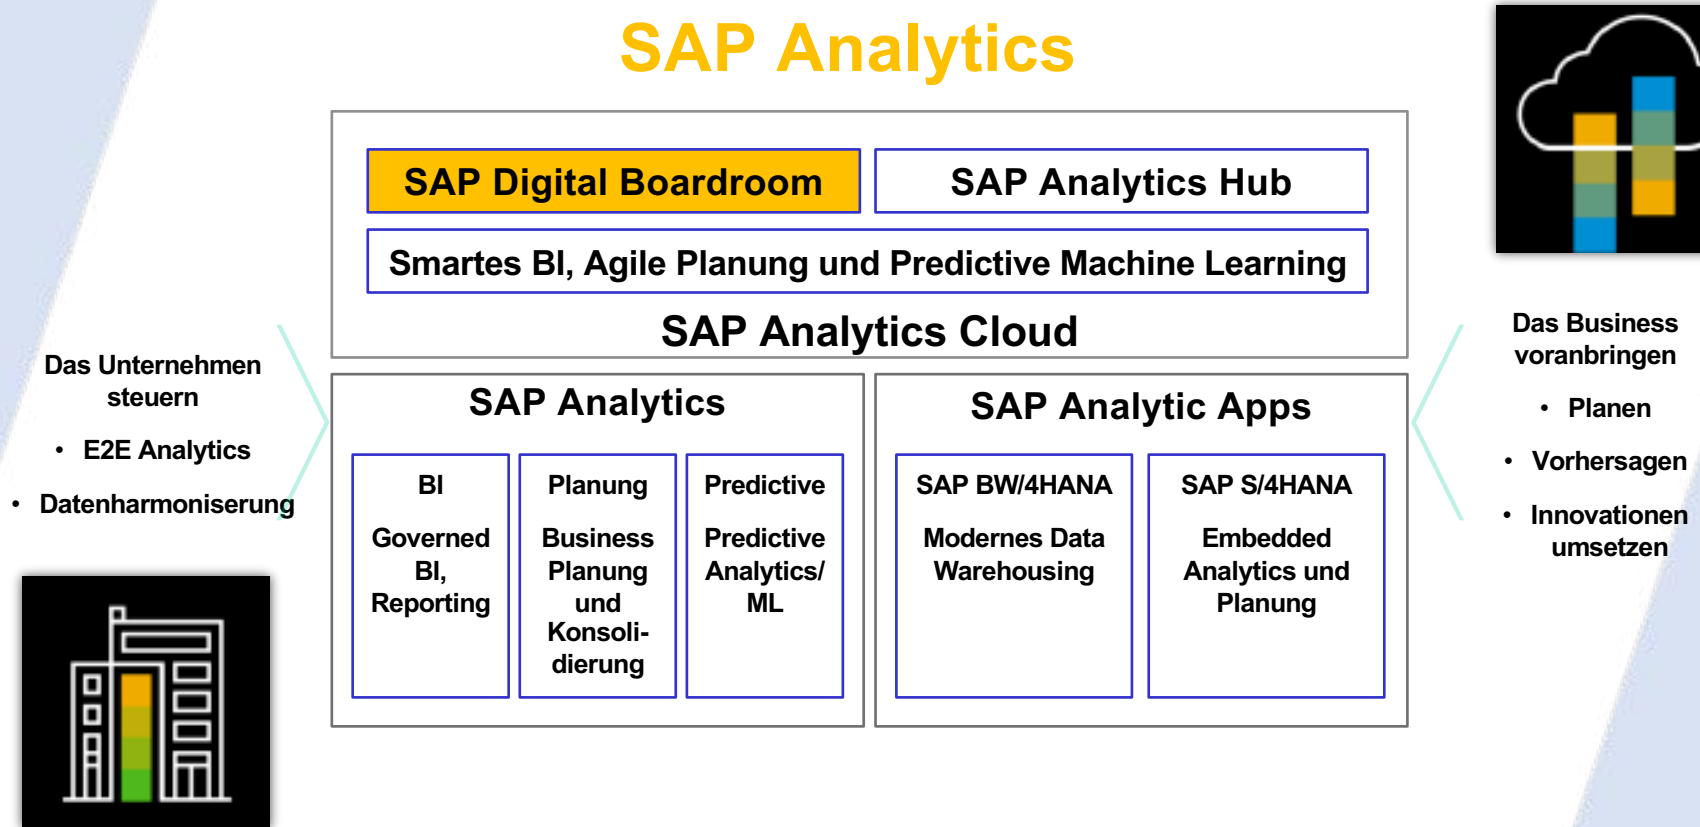 SAP Analytics
SAP Digital Boardroom
SAP Analytics Hub
Smartes BI, Agile Planung und Predictive Machine Learning
SAP Analytics Cloud
Das Unternehmen
steuern
• E2E Analytics
• Datenharmoniserung
SAP Analytics
BI
Governed
BI,
Reporting
Planung
Business
Planung
und
Konsoli-
dierung
Predictive
Predictive
Analytics/
ML
SAP Analytic Apps
SAP BW/4HANA
Modernes Data
Warehousing
SAP S/4HANA
Embedded
Analytics und
Planung
Das Business
voranbringen
• Planen
• Vorhersagen
• Innovationen
umsetzen